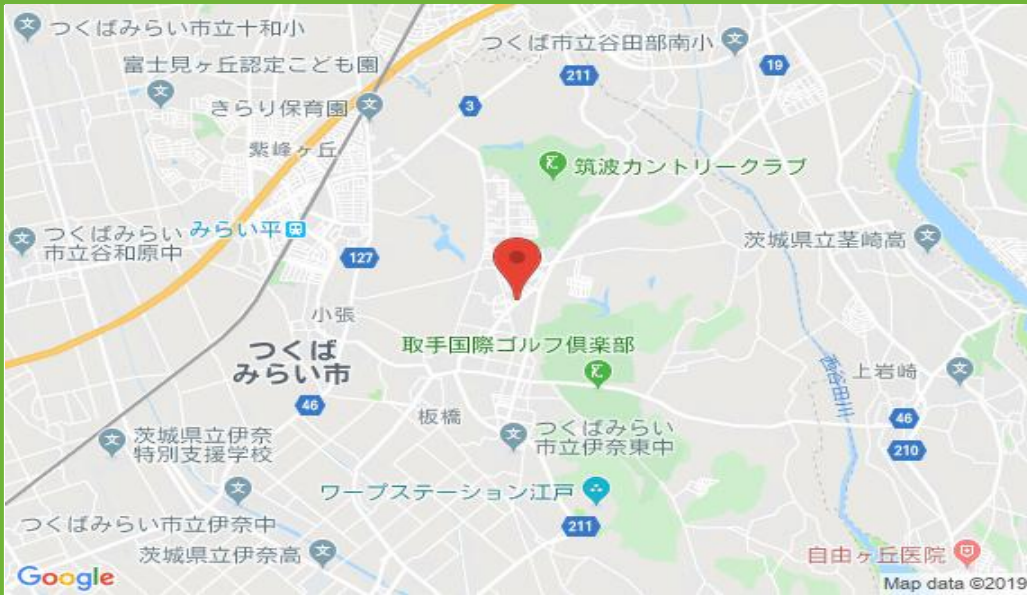 つくばみらい市立十和小
つくば市立谷田部南小
19
富士見ヶ丘認定こども園
211
きらり保育園
3
紫峰ヶ丘
筑波カントリークラブ
みらい平
つくばみらい
市立谷和原中
茨城県立茎崎高
127
小張
取手国際ゴルフ倶楽部
つくば
みらい市
上岩崎
西谷田川
46
板橋
46
茨城県立伊奈
特別支援学校
つくばみらい
市立伊奈東中
210
ワープステーション江戸
つくばみらい市立伊奈中
211
茨城県立伊奈高
自由ヶ丘医院
Google
Map data ©2019